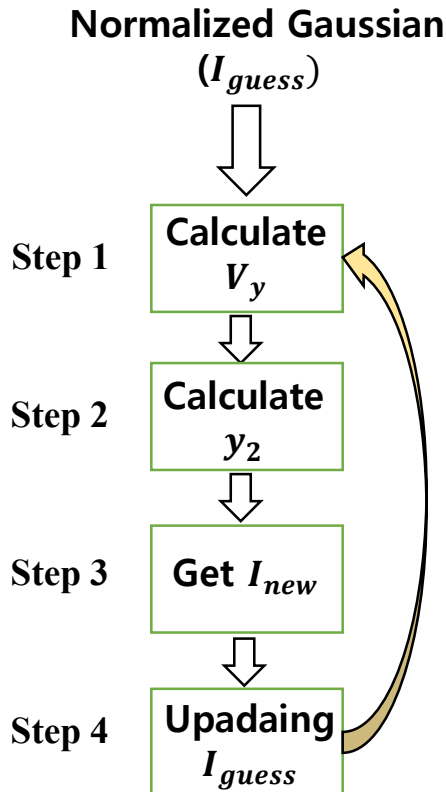 Normalized Gaussian
(I_guess)
Step 1
Calculate
V_y
Step 2
Calculate
y_2
Step 3
Get I_new
Step 4
Upadaing
I_guess